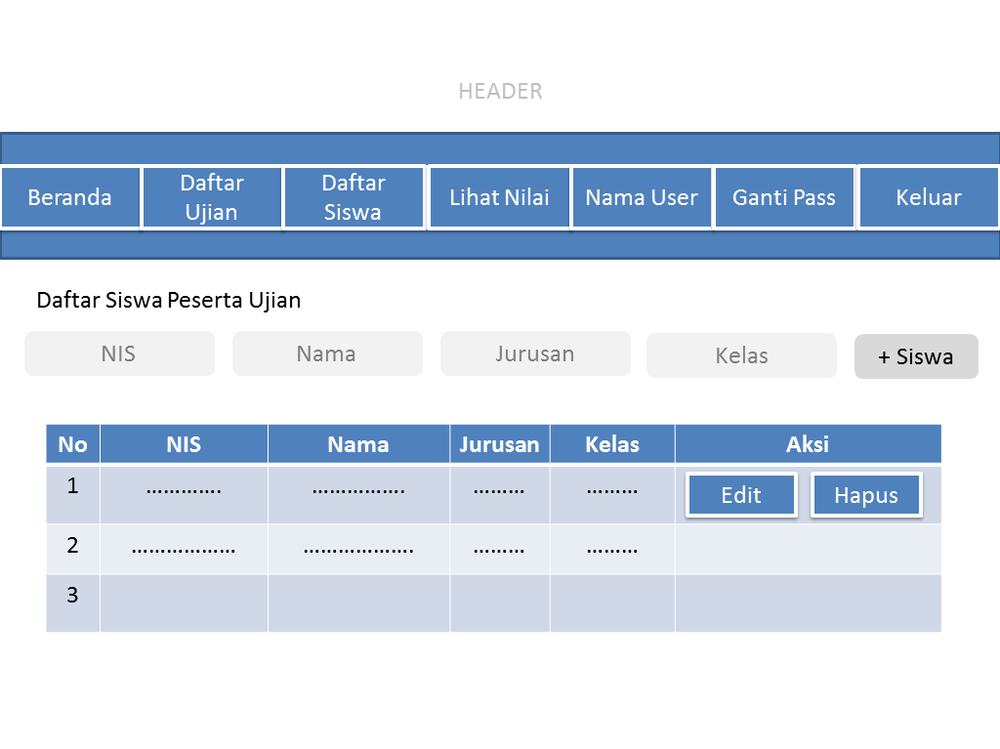 HEADER
Beranda Daftar Ujian Daftar Siswa Lihat Nilai Nama User Ganti Pass Keluar
Daftar Siswa Peserta Ujian
NIS Nama Jurusan Kelas + Siswa
No NIS Nama Jurusan Kelas Aksi
1 …………. ……………. ……… ……… Edit Hapus
2 ……………… ………………. ……… ………
3